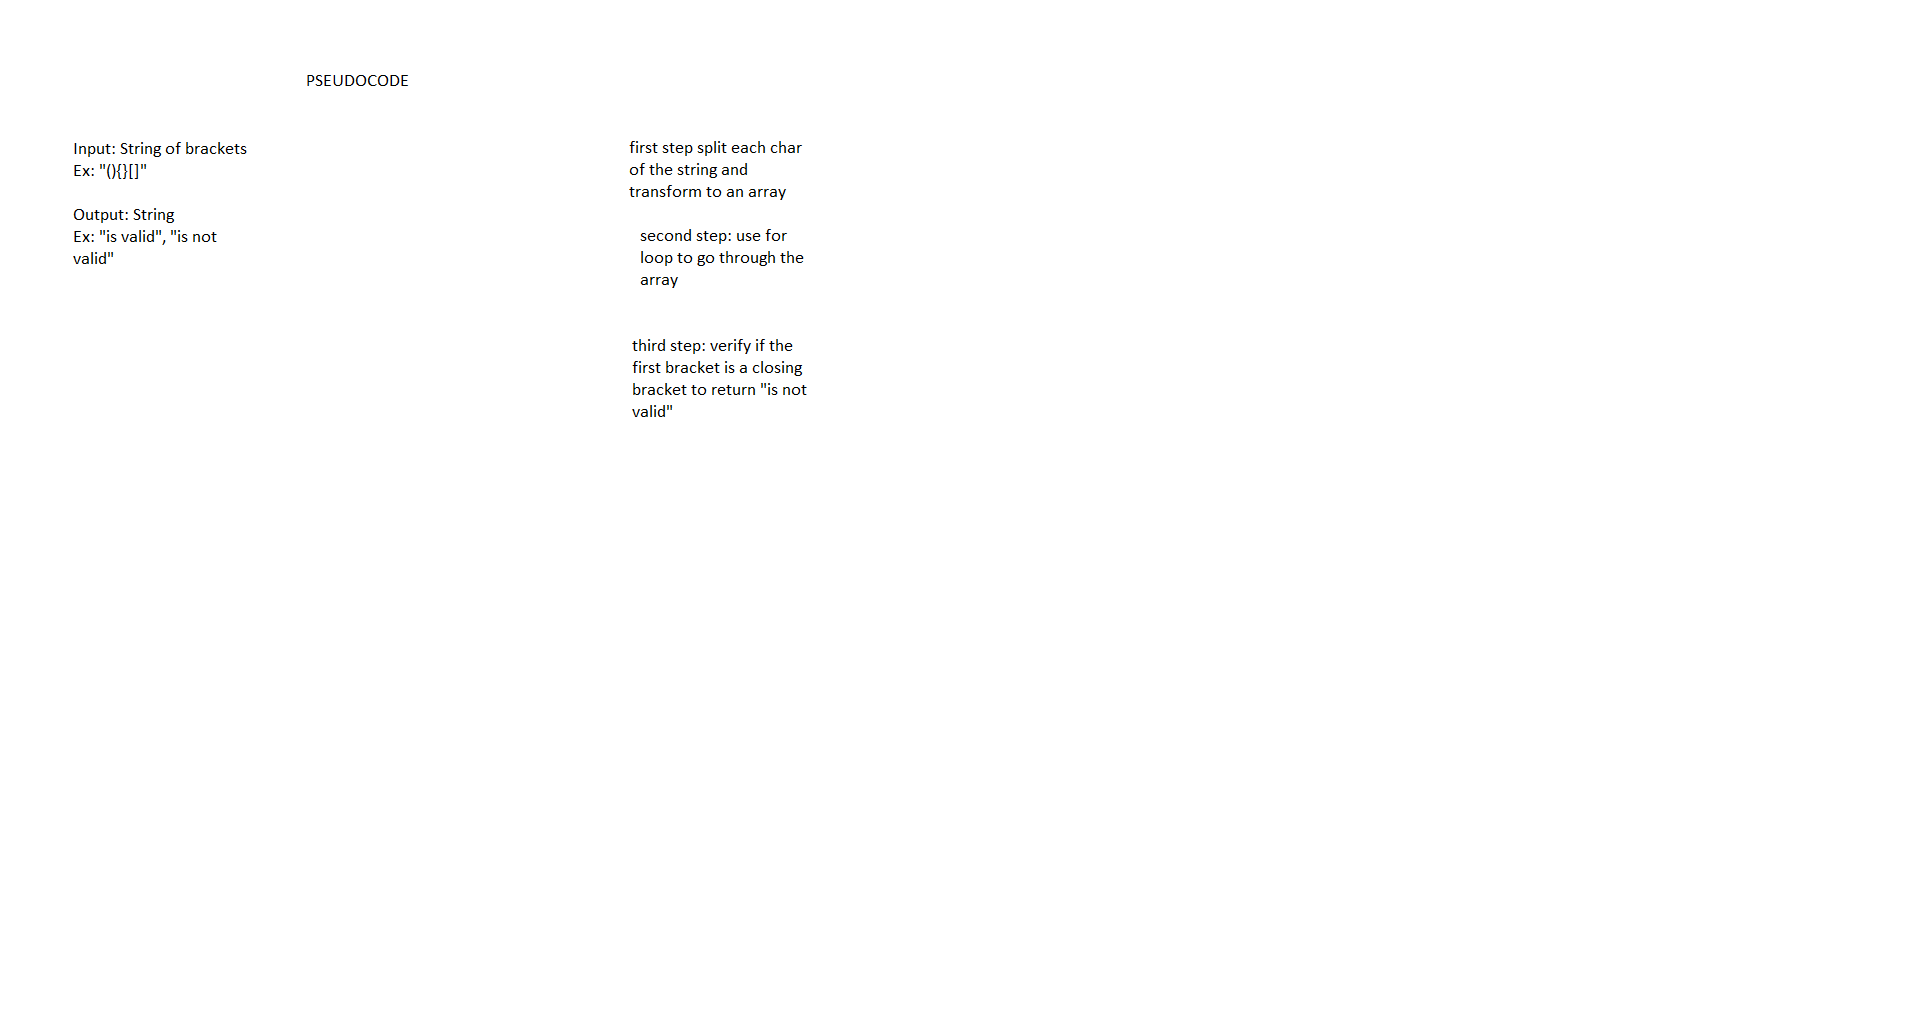 PSEUDOCODE
Input: String of brackets
Ex: "(){}[]"
Output: String
Ex: "is valid", "is not
valid"
first step split each char
of the string and
transform to an array
second step: use for
loop to go through the
array
third step: verify if the
first bracket is a closing
bracket to return "is not
valid"